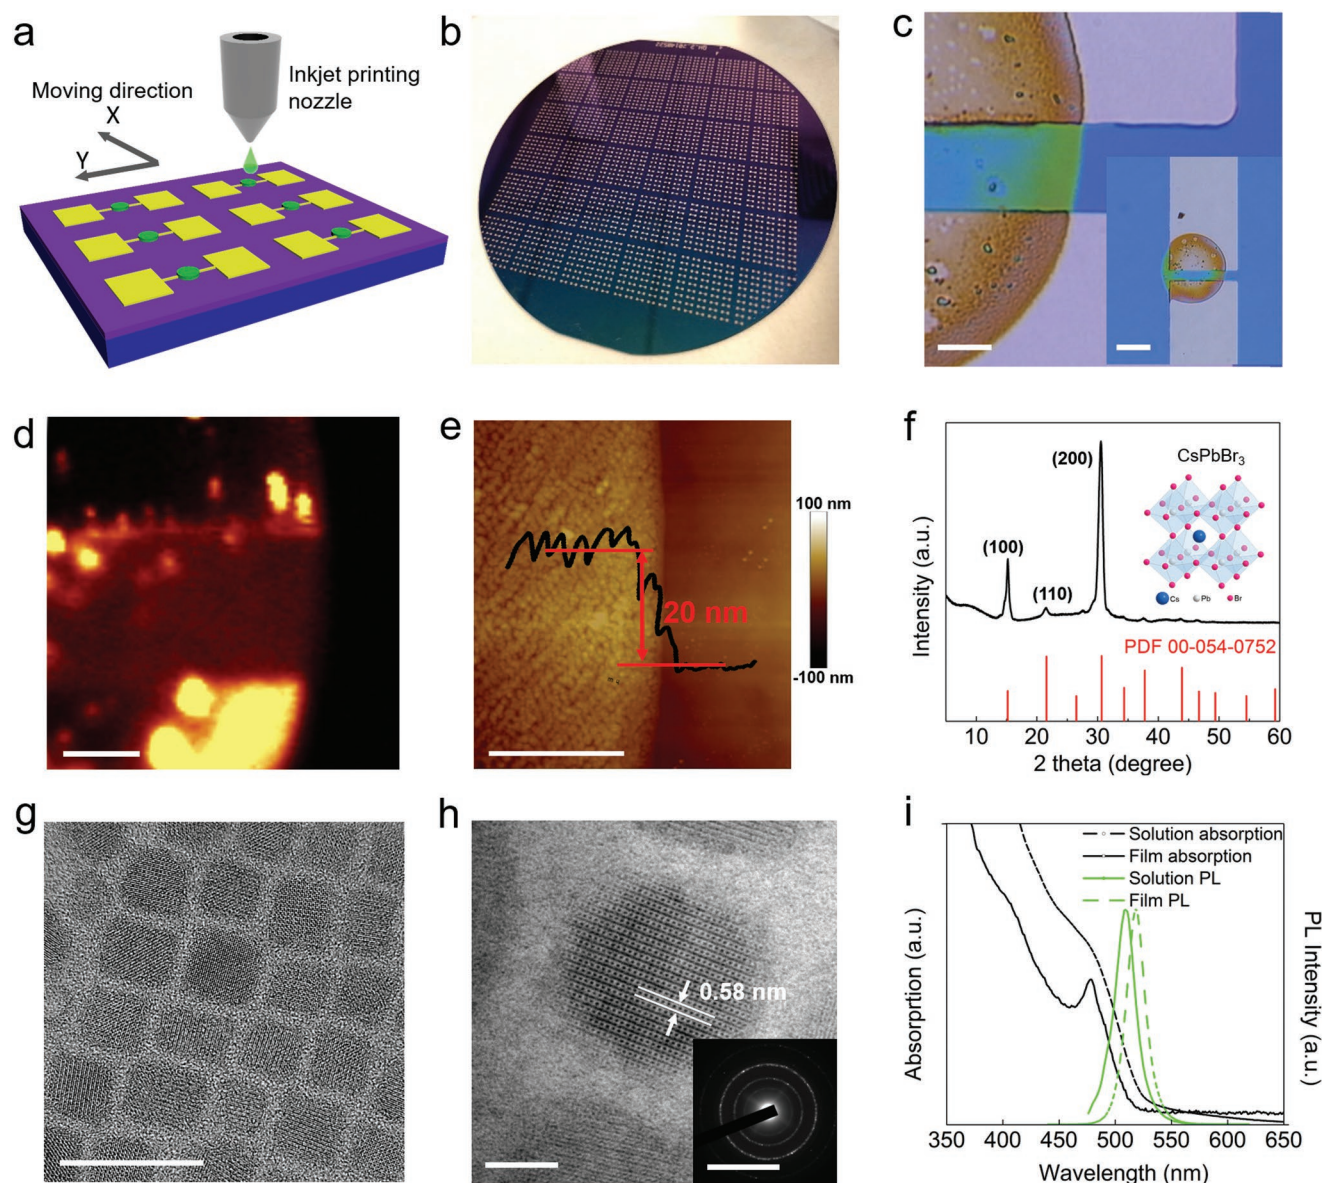 a
Inkjet printing
nozzle
Moving direction
X
Y
b
c
d
e
100 nm
20 nm
-100 nm
f
CsPbBr3
(200)
(100)
(110)
Cs
Pb
Br
PDF 00-054-0752
Intensity (a.u.)
10 20 30 40 50 60
2 theta (degree)
g
h
0.58 nm
i
Solution absorption
Film absorption
Solution PL
Film PL
Absorprtion (a.u.)
PL Intensity (a.u.)
350 400 450 500 550 600 650
Wavelength (nm)